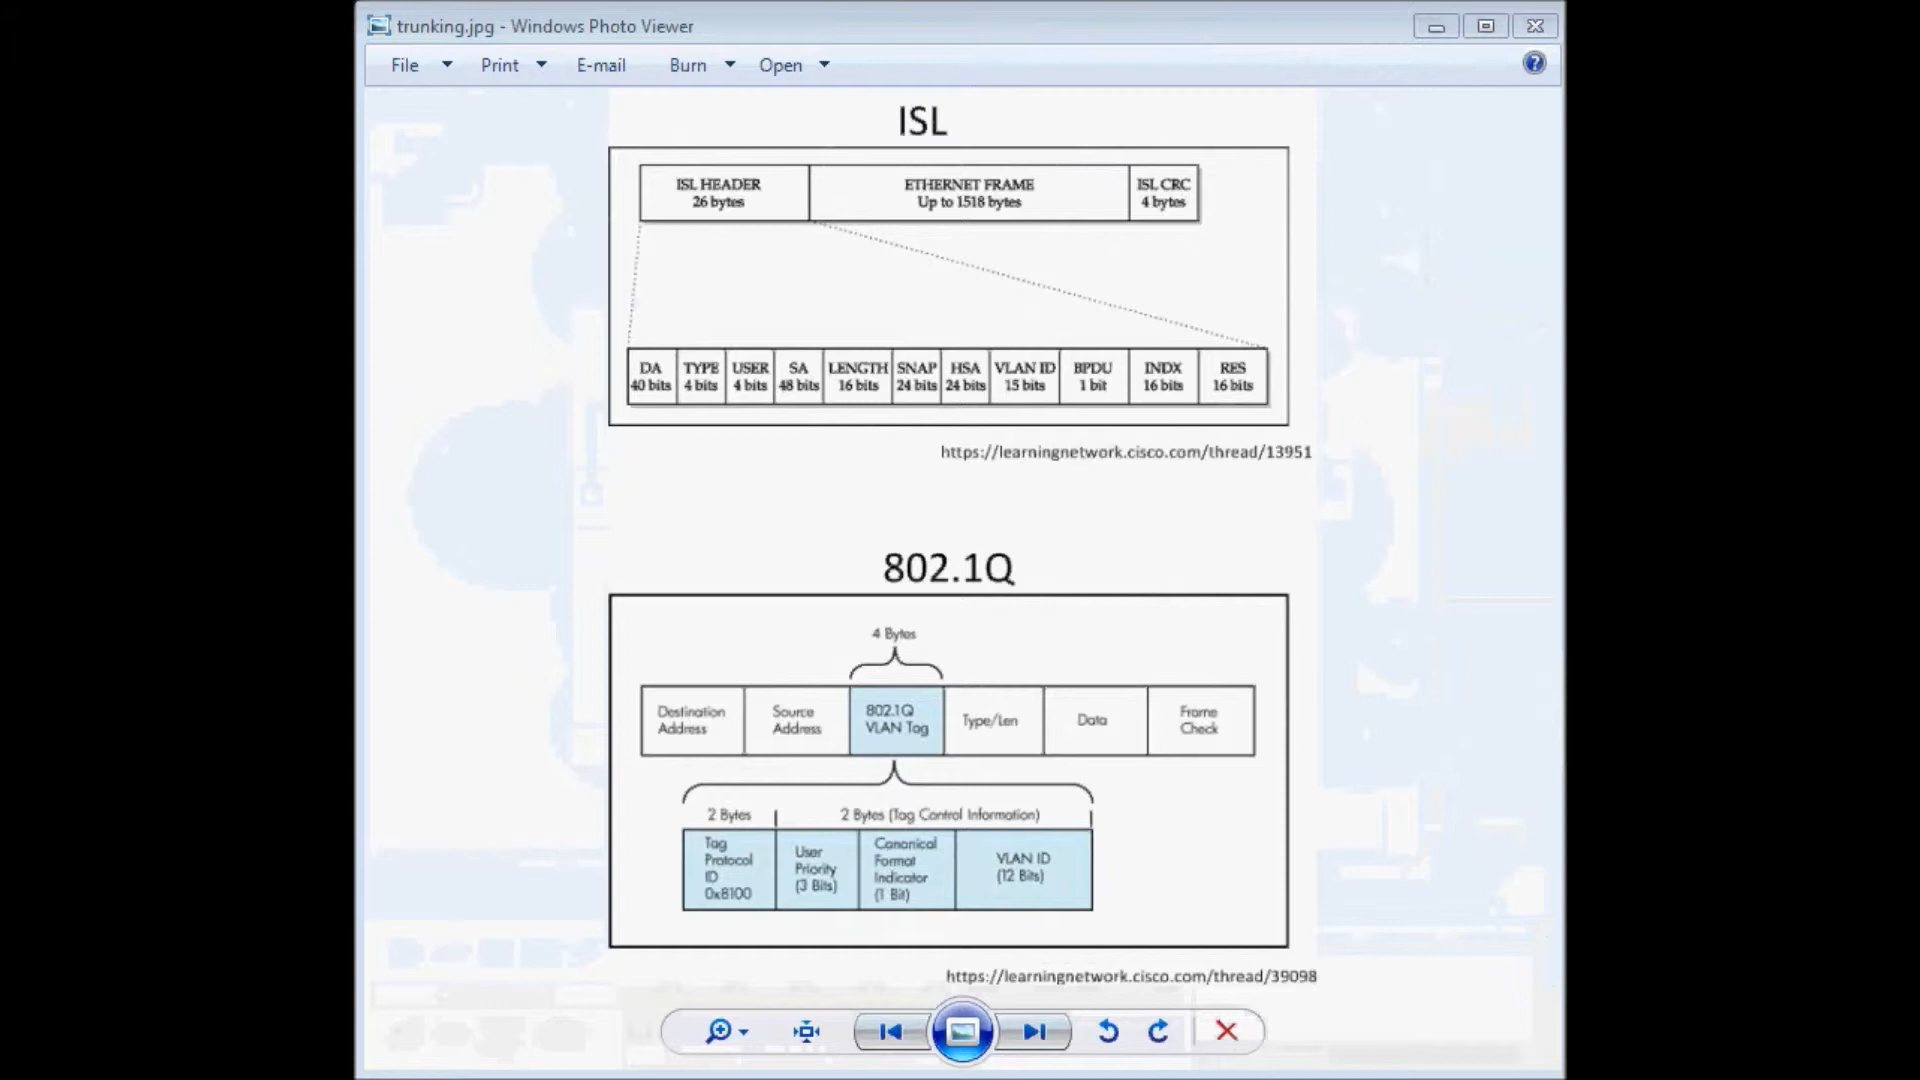 trunking.jpg - Windows Photo Viewer
File Print E-mail Burn Open
ISL
ISL HEADER
26 bytes
ETHERNET FRAME
Up to 1518 bytes
ISL CRC
4 bytes
DA
40 bits
TYPE
4 bits
USER
4 bits
SA
48 bits
LENGTH
16 bits
SNAP
24 bits
HSA
24 bits
VLAN ID
15 bits
BPDU
1 bit
INDX
16 bits
RES
16 bits
https://learningnetwork.cisco.com/thread/13951
802.1Q
4 Bytes
Destination
Address
Source
Address
802.1Q
VLAN Tag
Type/Len
Data
Frame
Check
2 Bytes
2 Bytes (Tag Control Information)
Tag
Protocol
ID
0x8100
User
Priority
(3 Bits)
Canonical
Format
Indicator
(1 Bit)
VLAN ID
(12 Bits)
https://learningnetwork.cisco.com/thread/39098